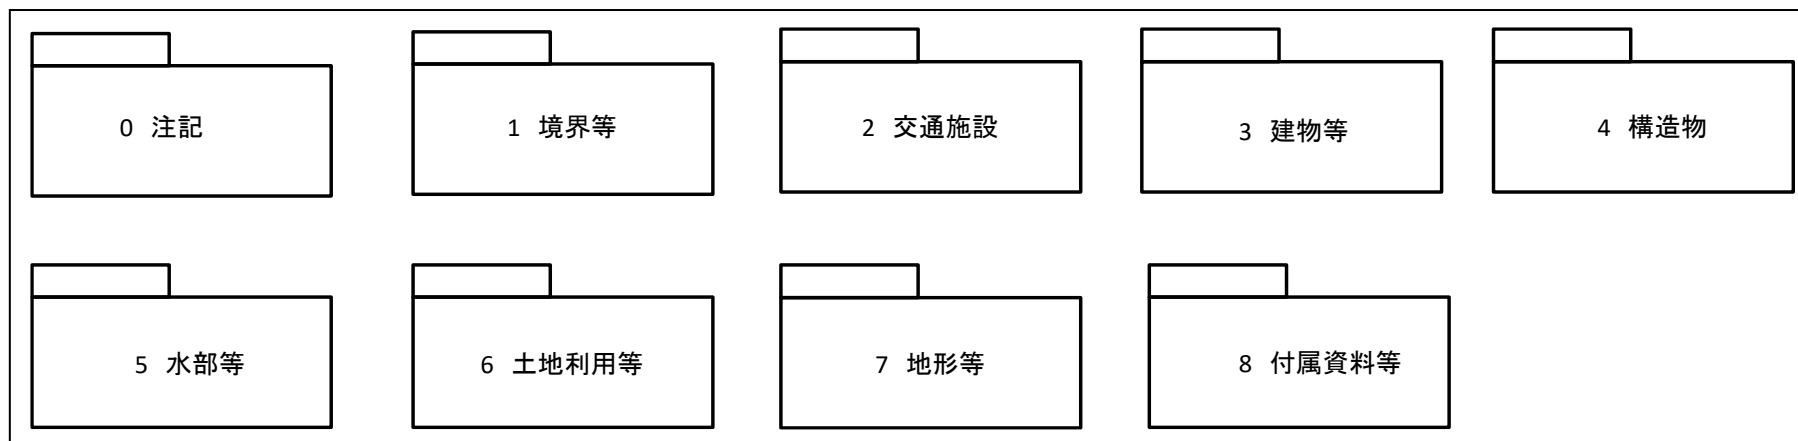 0 注記
1 境界等
2 交通施設
3 建物等
4 構造物
5 水部等
6 土地利用等
7 地形等
8 付属資料等